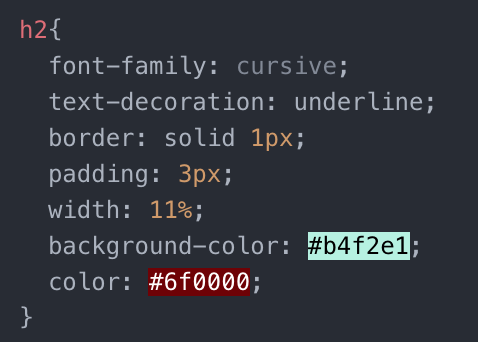 h2{
  font-family: cursive;
  text-decoration: underline;
  border: solid 1px;
  padding: 3px;
  width: 11%;
  background-color: #b4f2e1;
  color: #6f0000;
}